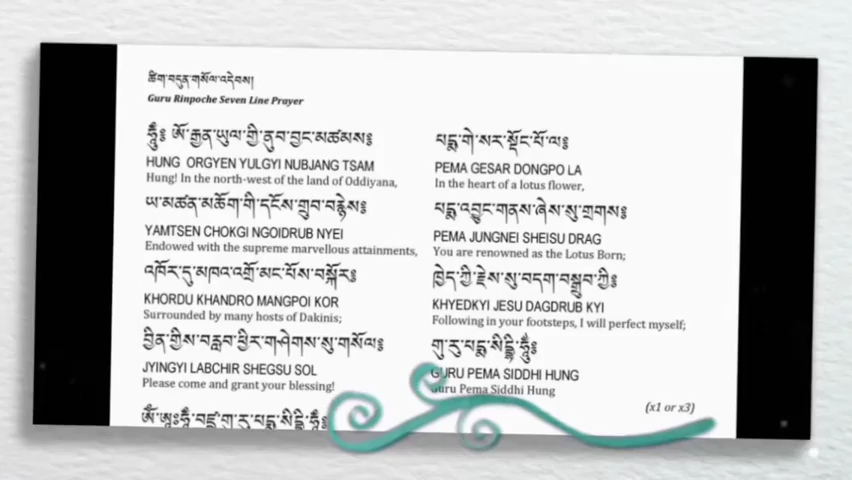 ཚིག་བདུན་གསོལ་འདེབས།
Guru Rinpoche Seven Line Prayer
ཧཱུྃ༔ ཨོ་རྒྱན་ཡུལ་གྱི་ནུབ་བྱང་མཚམས༔
HUNG ORGYEN YULGYI NUBJANG TSAM
Hung! In the north-west of the land of Oddiyana,
ཡ་མཚན་མཆོག་གི་དངོས་གྲུབ་བརྙེས༔
YAMTSEN CHOKGI NGOIDRUB NYEI
Endowed with the supreme marvellous attainments,
འཁོར་དུ་མཁའ་འགྲོ་མང་པོས་བསྐོར༔
KHORDU KHANDRO MANGPOI KOR
Surrounded by many hosts of Dakinis;
བྱིན་གྱིས་བརླབ་ཕྱིར་གཤེགས་སུ་གསོལ༔
JYINGYI LABCHIR SHEGSU SOL
Please come and grant your blessing!
ཨོཾ་ཨཱཿཧཱུྃ་བཛྲ་གུ་རུ་པདྨ་སིདྡྷི་ཧཱུྃ༔
པདྨ་གེ་སར་སྡོང་པོ་ལ༔
PEMA GESAR DONGPO LA
In the heart of a lotus flower,
པདྨ་འབྱུང་གནས་ཞེས་སུ་གྲགས༔
PEMA JUNGNEI SHEISU DRAG
You are renowned as the Lotus Born;
ཁྱེད་ཀྱི་རྗེས་སུ་བདག་བསྒྲུབ་ཀྱི༔
KHYEDKYI JESU DAGDRUB KYI
Following in your footsteps, I will perfect myself;
གུ་རུ་པདྨ་སིདྡྷི་ཧཱུྃ༔
GURU PEMA SIDDHI HUNG
Guru Pema Siddhi Hung
(x1 or x3)